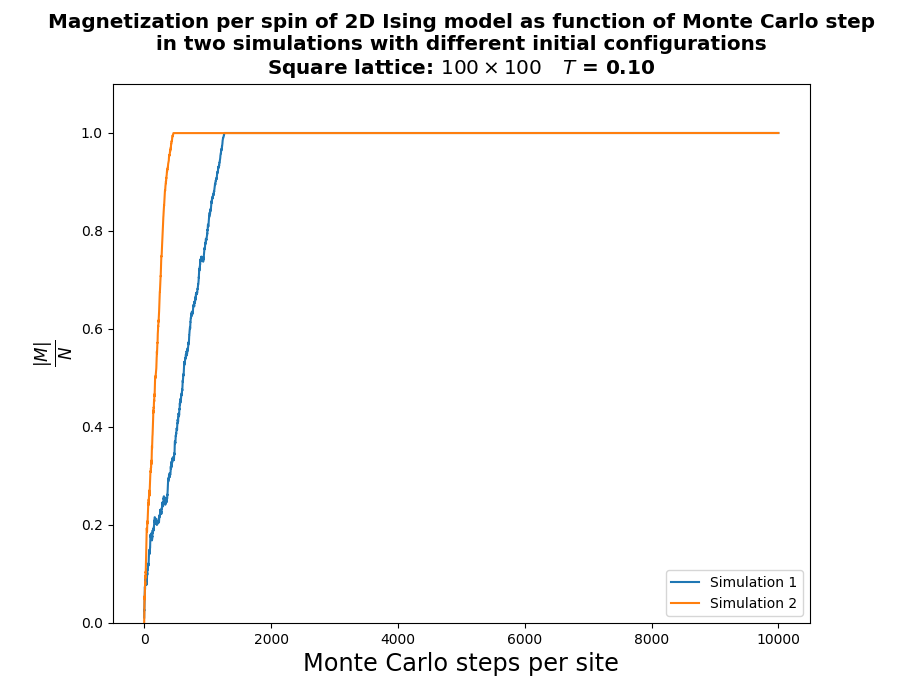 Magnetization per spin of 2D Ising model as function of Monte Carlo step
in two simulations with different initial configurations
Square lattice: 100 × 100 T = 0.10
1.0
0.8
0.6
0.4
0.2
0.0
|M|
N
0
2000
4000
6000
8000
10000
Monte Carlo steps per site
Simulation 1
Simulation 2